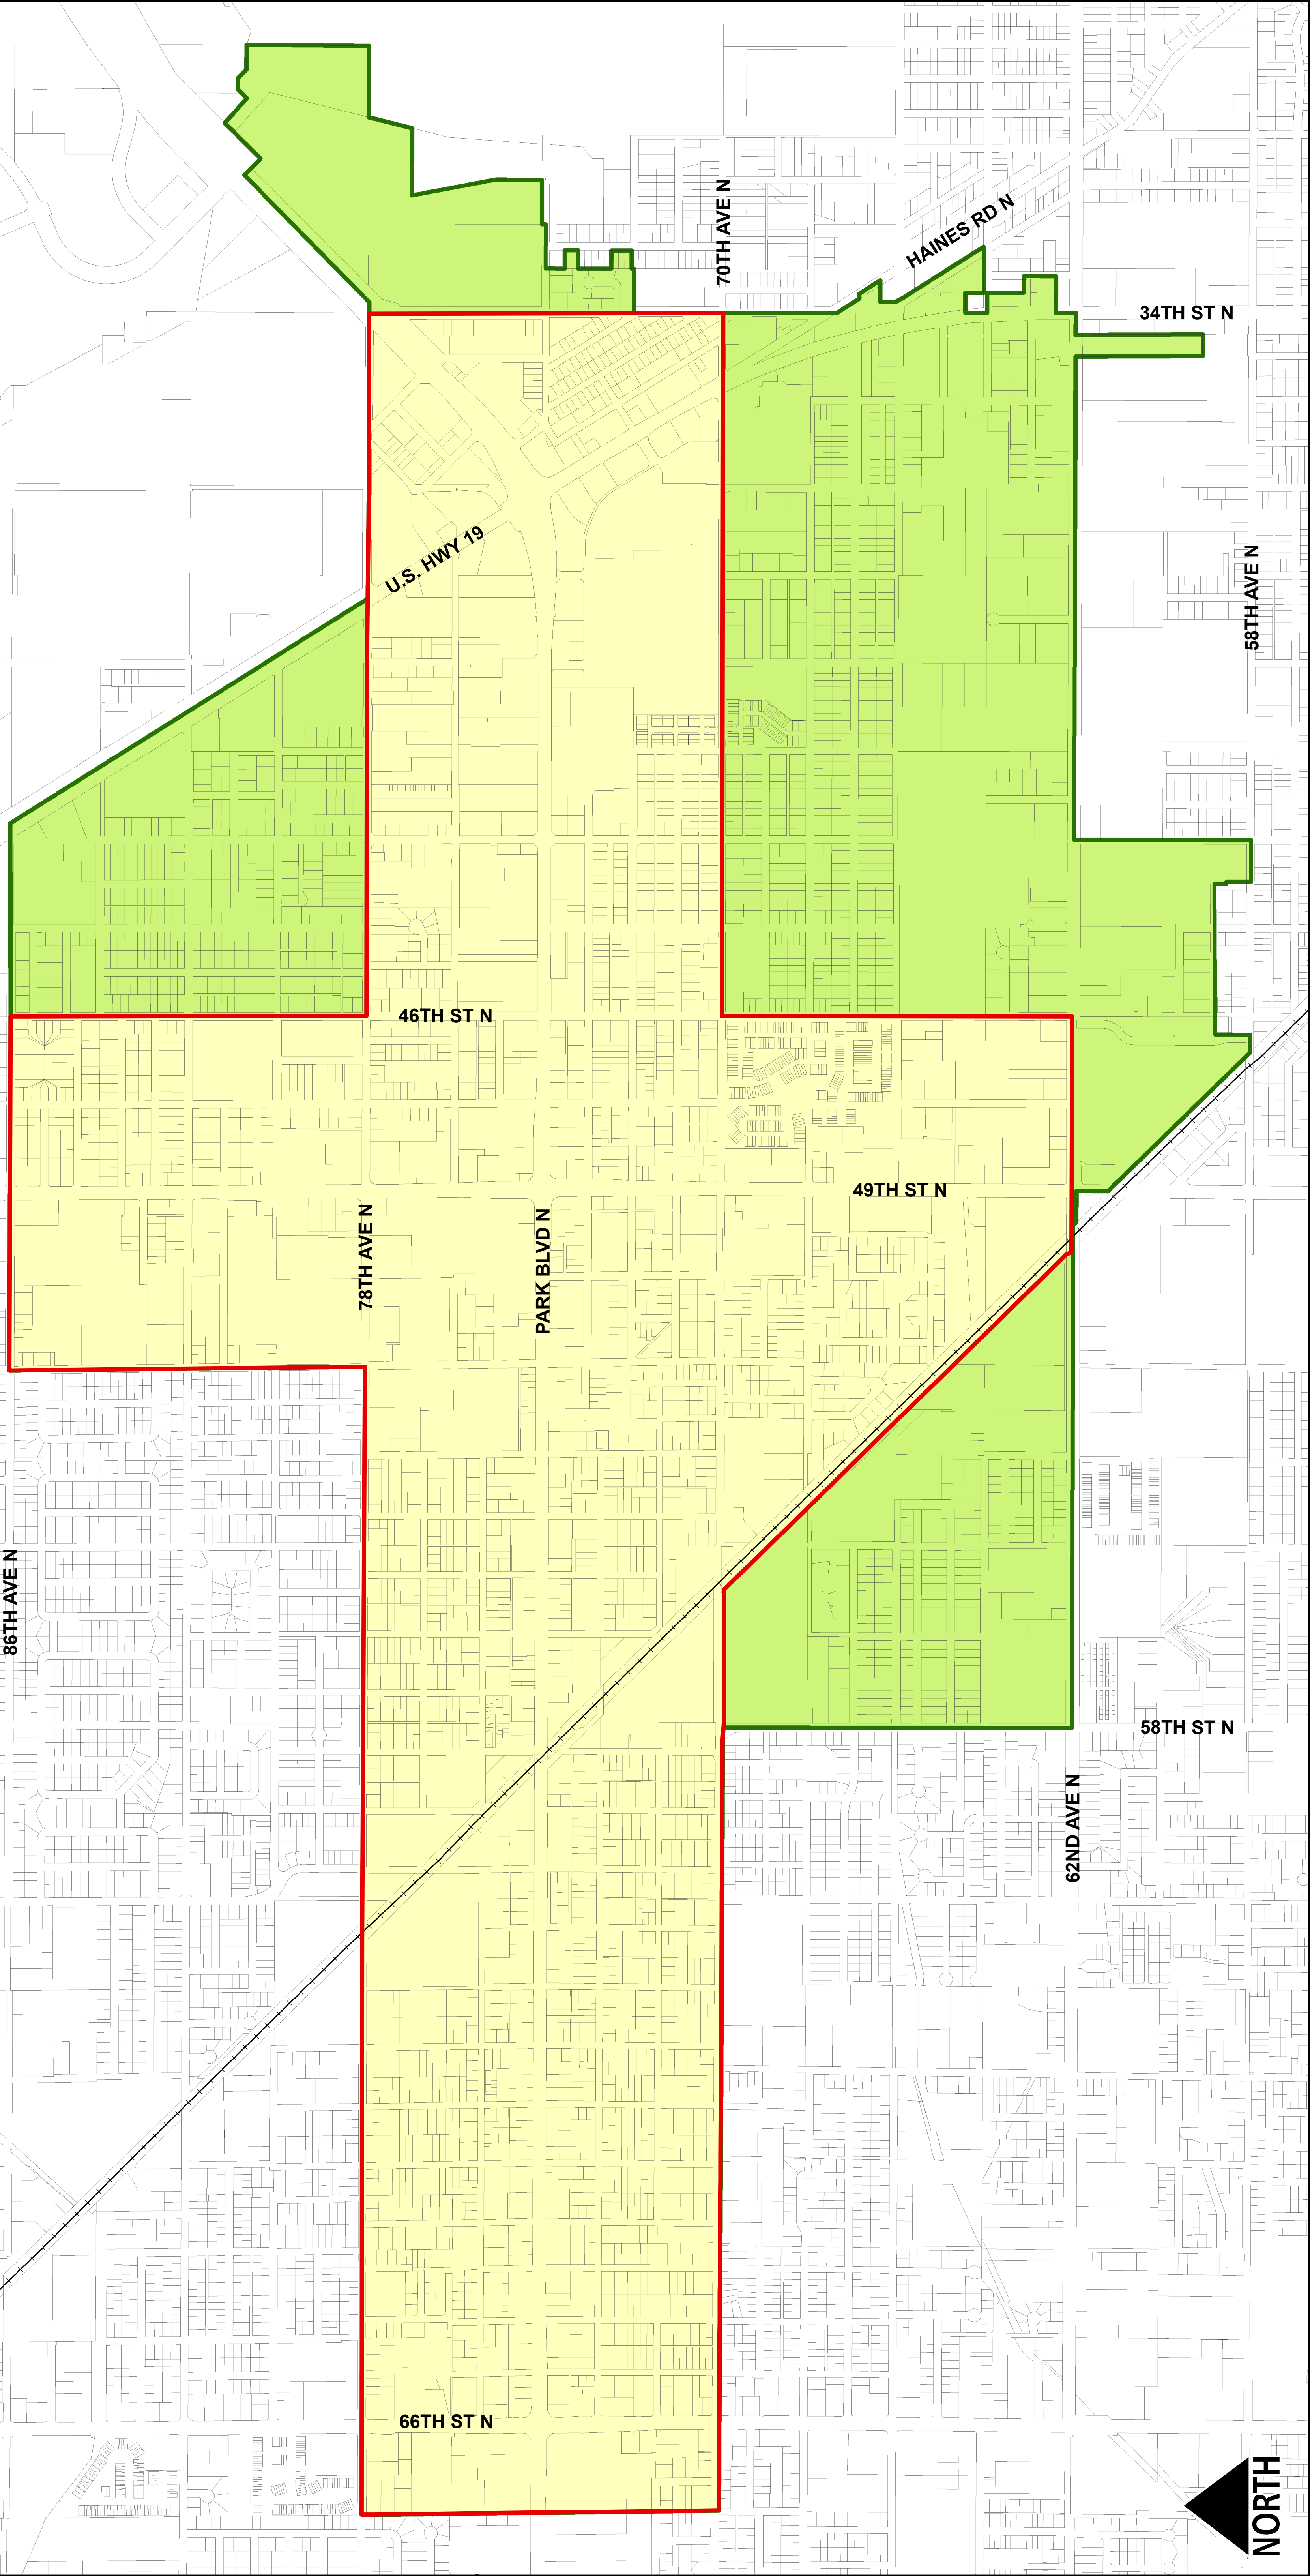 70TH AVE N
HAINES RD N
34TH ST N
U.S. HWY 19
58TH AVE N
46TH ST N
49TH ST N
78TH AVE N
PARK BLVD N
86TH AVE N
58TH ST N
62ND AVE N
66TH ST N
NORTH